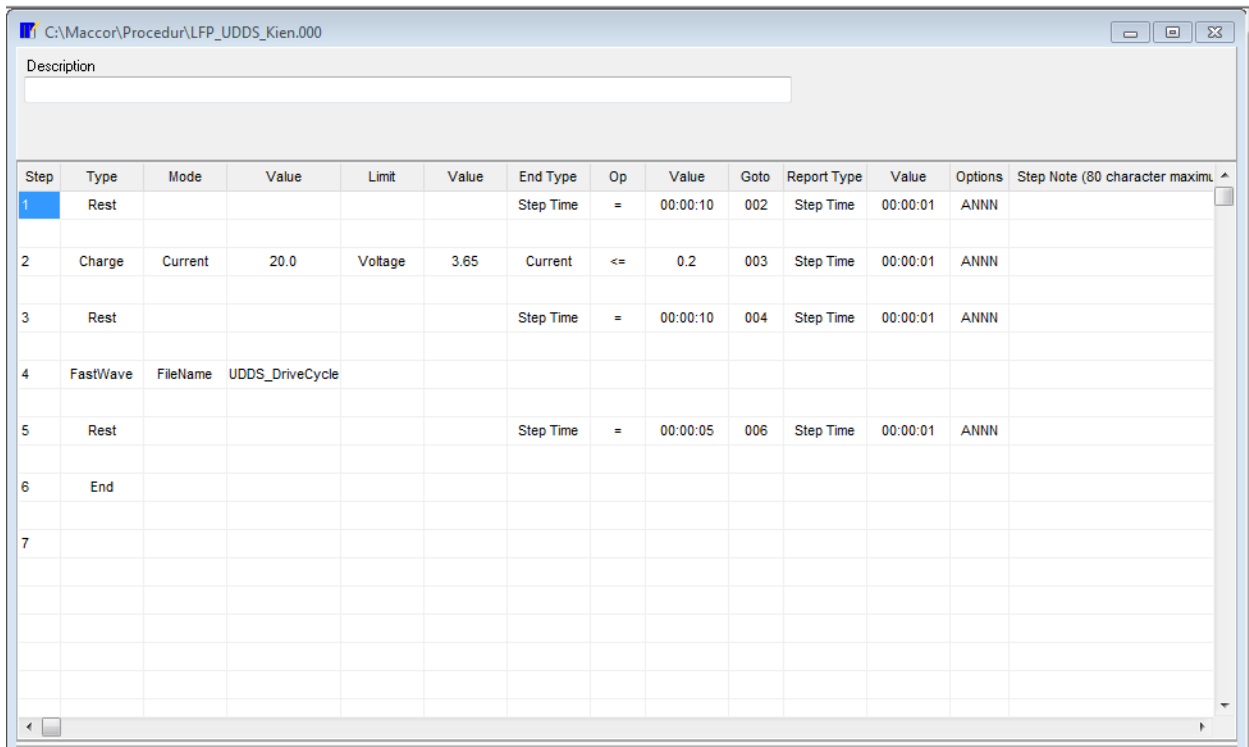 C:\Maccor\Procedur\LFP_UDDS_Kien.000
Description
Step Type Mode Value Limit Value End Type Op Value Goto Report Type Value Options Step Note (80 character maximu
1 Rest Step Time = 00:00:10 002 Step Time 00:00:01 ANNN
2 Charge Current 20.0 Voltage 3.65 Current <= 0.2 003 Step Time 00:00:01 ANNN
3 Rest Step Time = 00:00:10 004 Step Time 00:00:01 ANNN
4 FastWave FileName UDDS_DriveCycle
5 Rest Step Time = 00:00:05 006 Step Time 00:00:01 ANNN
6 End
7